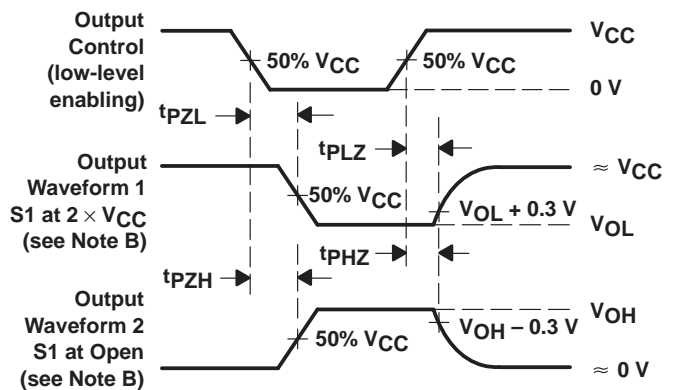 Output
Control
(low-level
enabling)
50% VCC
50% VCC
VCC
0 V
tPZL
tPLZ
Output
Waveform 1
S1 at 2 × VCC
(see Note B)
50% VCC
VOL + 0.3 V
≈ VCC
VOL
tPZH
tPHZ
Output
Waveform 2
S1 at Open
(see Note B)
50% VCC
VOH − 0.3 V
VOH
≈ 0 V